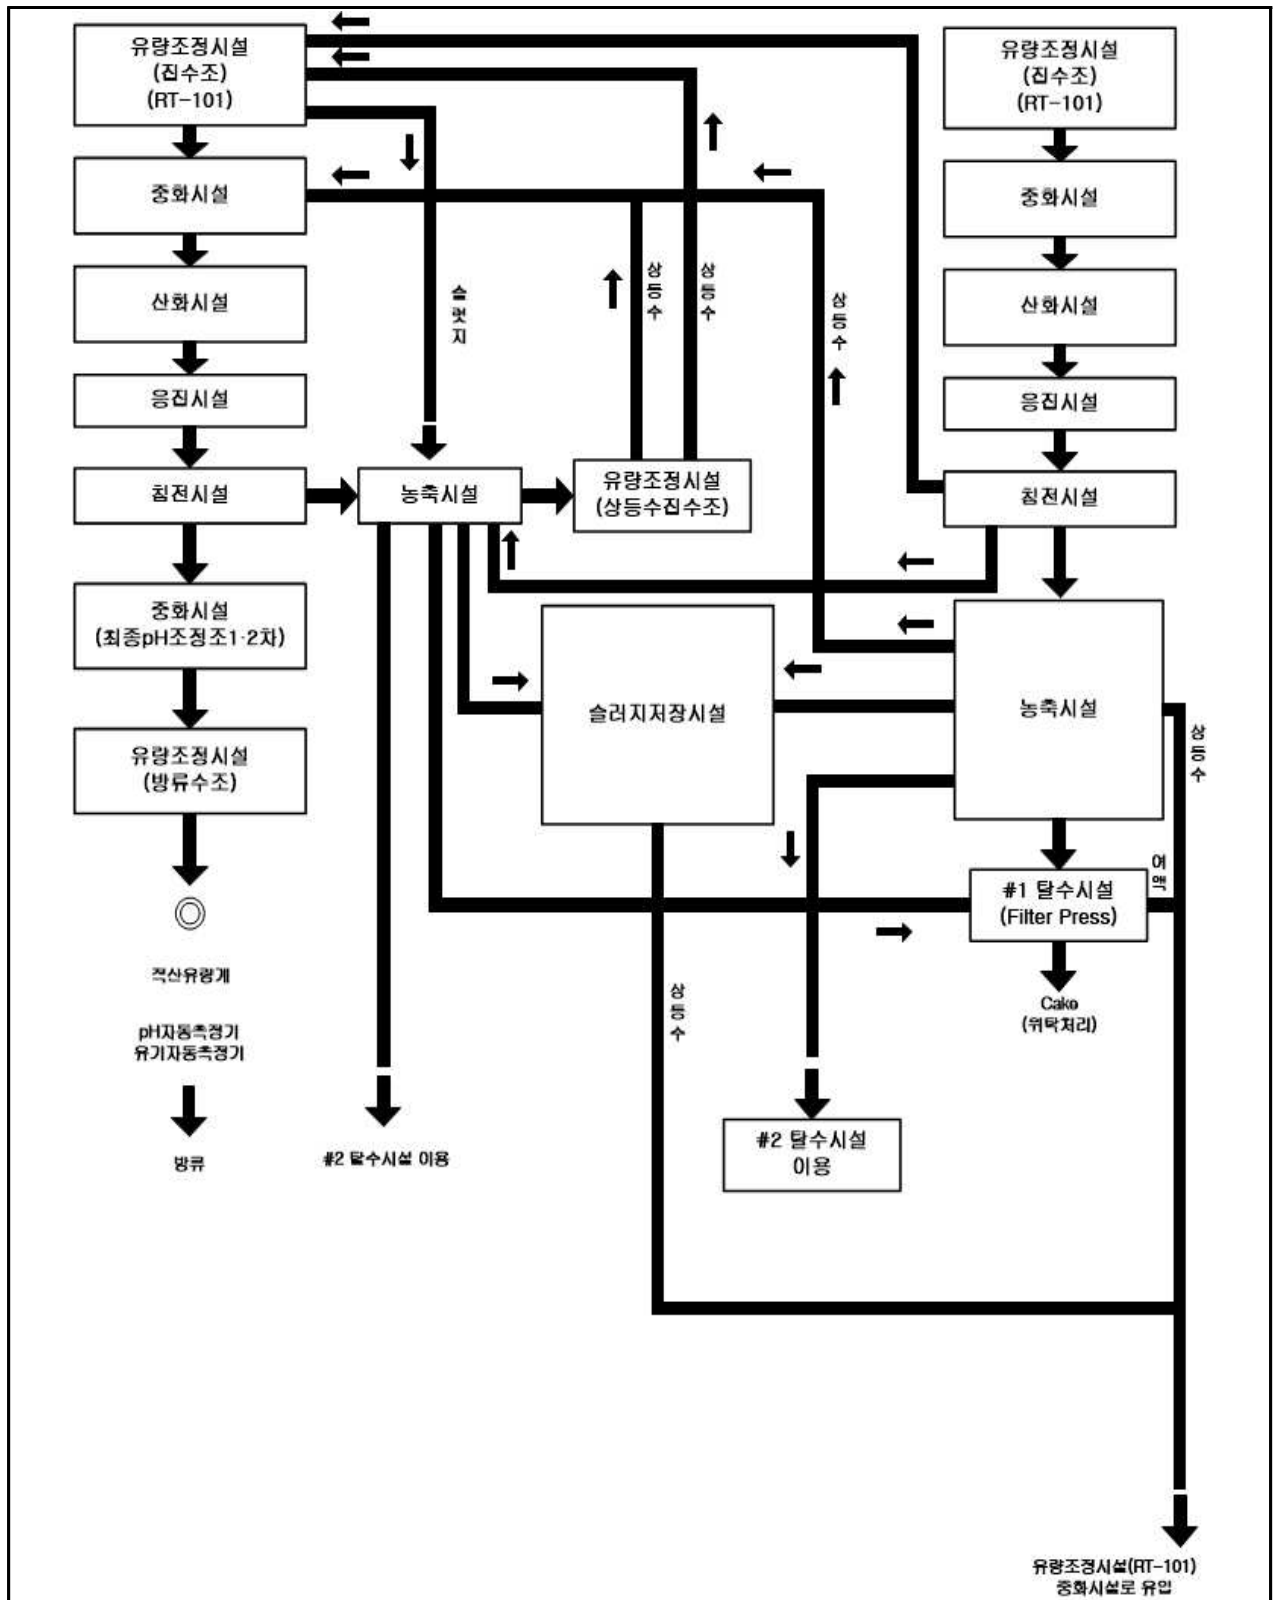 유량조정시설
(집수조)
(RT-101)
중화시설
산화시설
응집시설
침전시설
중화시설
(최종pH조정조1·2차)
유량조정시설
(방류수조)
적산유량계
pH자동측정기
유기자동측정기
방류
슬럿지
농축시설
#2 탈수시설 이용
상등수
상등수
유량조정시설
(상등수집수조)
상등수
슬러지저장시설
상등수
#2 탈수시설
이용
유량조정시설
(집수조)
(RT-101)
중화시설
산화시설
응집시설
침전시설
농축시설
상등수
여액
#1 탈수시설
(Filter Press)
Cake
(위탁처리)
유량조정시설(RT-101)
중화시설로 유입